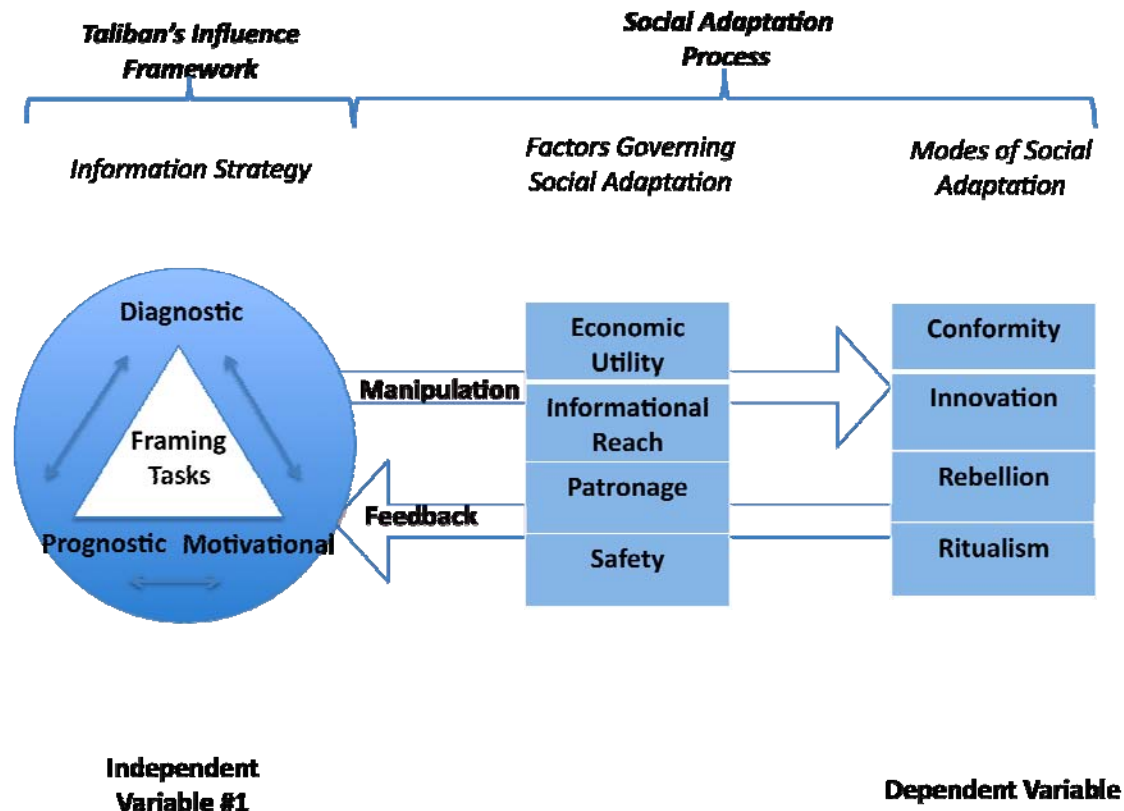 Taliban's Influence
Framework
Social Adaptation
Process
Information Strategy
Factors Governing
Social Adaptation
Modes of Social
Adaptation
Diagnostic
Framing
Tasks
Prognostic
Motivational
Manipulation
Feedback
Economic
Utility
Informational
Reach
Patronage
Safety
Conformity
Innovation
Rebellion
Ritualism
Independent
Variable #1
Dependent Variable